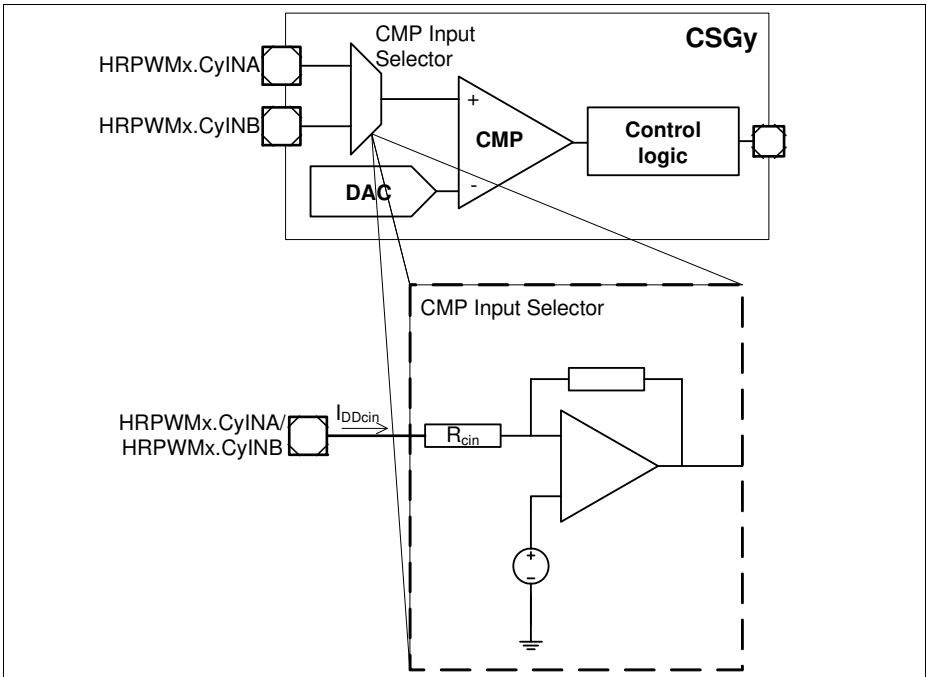 CMP Input
Selector
CSGy
HRPWMx.CyINA
HRPWMx.CyINB
+
CMP
-
Control
logic
DAC
CMP Input Selector
HRPWMx.CyINA/
HRPWMx.CyINB
IDDcin
Rcin
+
−